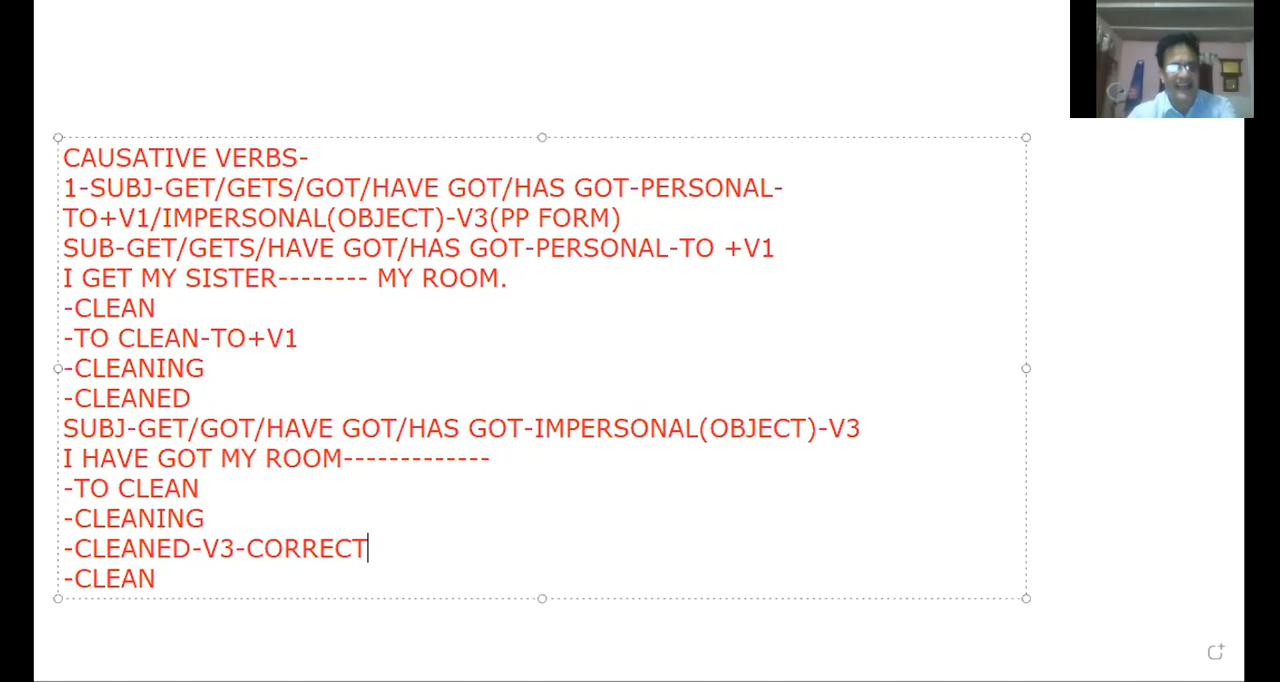 CAUSATIVE VERBS-
1-SUBJ-GET/GETS/GOT/HAVE GOT/HAS GOT-PERSONAL-
TO+V1/IMPERSONAL(OBJECT)-V3(PP FORM)
SUB-GET/GETS/HAVE GOT/HAS GOT-PERSONAL-TO +V1
I GET MY SISTER-------- MY ROOM.
-CLEAN
-TO CLEAN-TO+V1
-CLEANING
-CLEANED
SUBJ-GET/GOT/HAVE GOT/HAS GOT-IMPERSONAL(OBJECT)-V3
I HAVE GOT MY ROOM-------------
-TO CLEAN
-CLEANING
-CLEANED-V3-CORRECT
-CLEAN